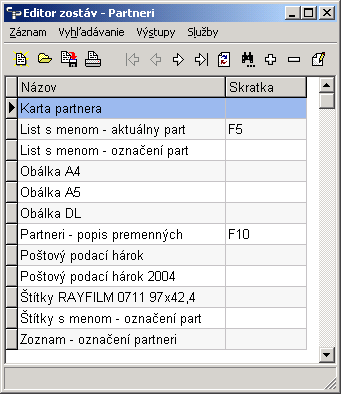 Editor zostáv - Partneri
Záznam Vyhľadávanie Výstupy Služby
Názov Skratka
Karta partnera
List s menom - aktuálny part F5
List s menom - označení part
Obálka A4
Obálka A5
Obálka DL
Partneri - popis premenných F10
Poštový podací hárok
Poštový podací hárok 2004
Štítky RAYFILM 0711 97x42,4
Štítky s menom - označení part
Zoznam - označení partneri